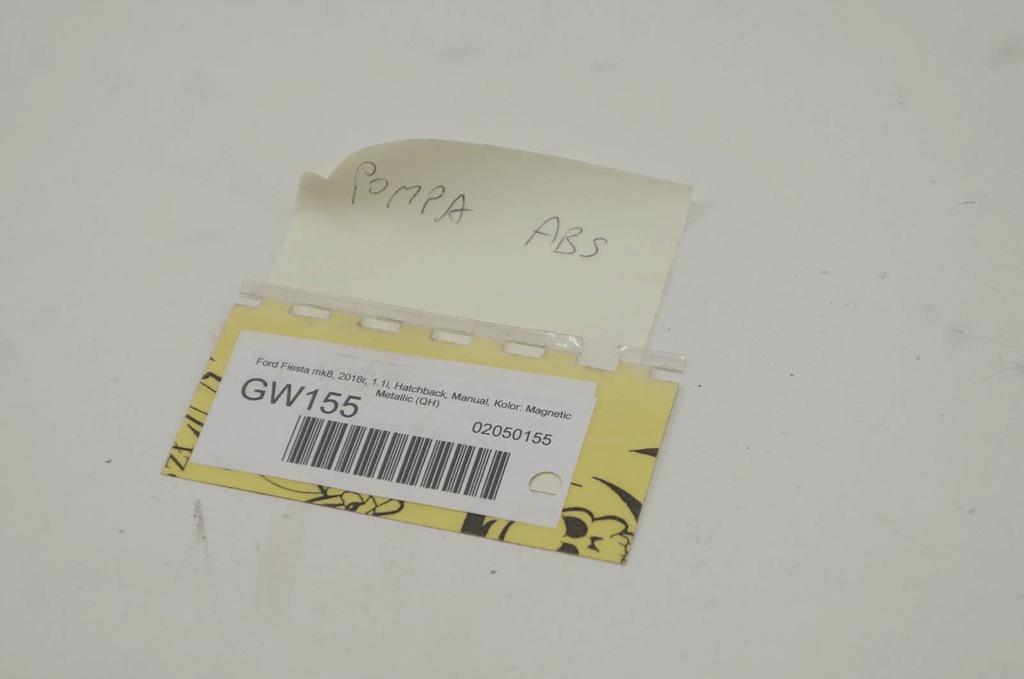 POMPA ABS
Ford Fiesta mk8, 2018r, 1.1i, Hatchback, Manual, Kolor: Magnetic
Metallic (QH)
GW155
02050155